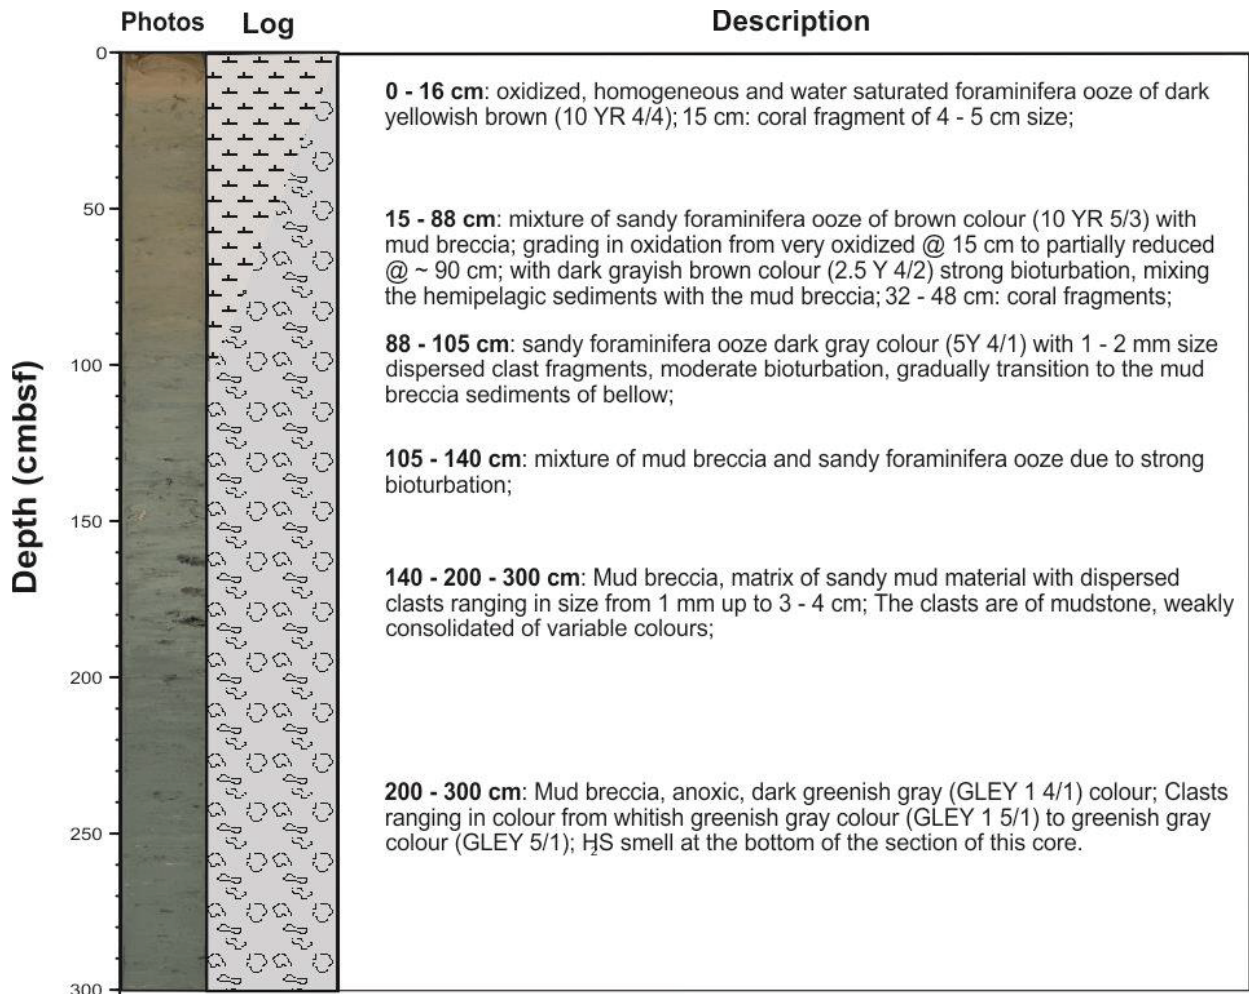 Photos Log Description
0
0 - 16 cm: oxidized, homogeneous and water saturated foraminifera ooze of dark
yellowish brown (10 YR 4/4); 15 cm: coral fragment of 4 - 5 cm size;
50
15 - 88 cm: mixture of sandy foraminifera ooze of brown colour (10 YR 5/3) with
mud breccia; grading in oxidation from very oxidized @ 15 cm to partially reduced
@ ~ 90 cm; with dark grayish brown colour (2.5 Y 4/2) strong bioturbation, mixing
the hemipelagic sediments with the mud breccia; 32 - 48 cm: coral fragments;
88 - 105 cm: sandy foraminifera ooze dark gray colour (5Y 4/1) with 1 - 2 mm size
100
dispersed clast fragments, moderate bioturbation, gradually transition to the mud
breccia sediments of bellow;
Depth (cmbsf)
105 - 140 cm: mixture of mud breccia and sandy foraminifera ooze due to strong
bioturbation;
150
140 - 200 - 300 cm: Mud breccia, matrix of sandy mud material with dispersed
clasts ranging in size from 1 mm up to 3 - 4 cm; The clasts are of mudstone, weakly
consolidated of variable colours;
200
200 - 300 cm: Mud breccia, anoxic, dark greenish gray (GLEY 1 4/1) colour; Clasts
ranging in colour from whitish greenish gray colour (GLEY 1 5/1) to greenish gray
250
colour (GLEY 5/1); H₂S smell at the bottom of the section of this core.
300